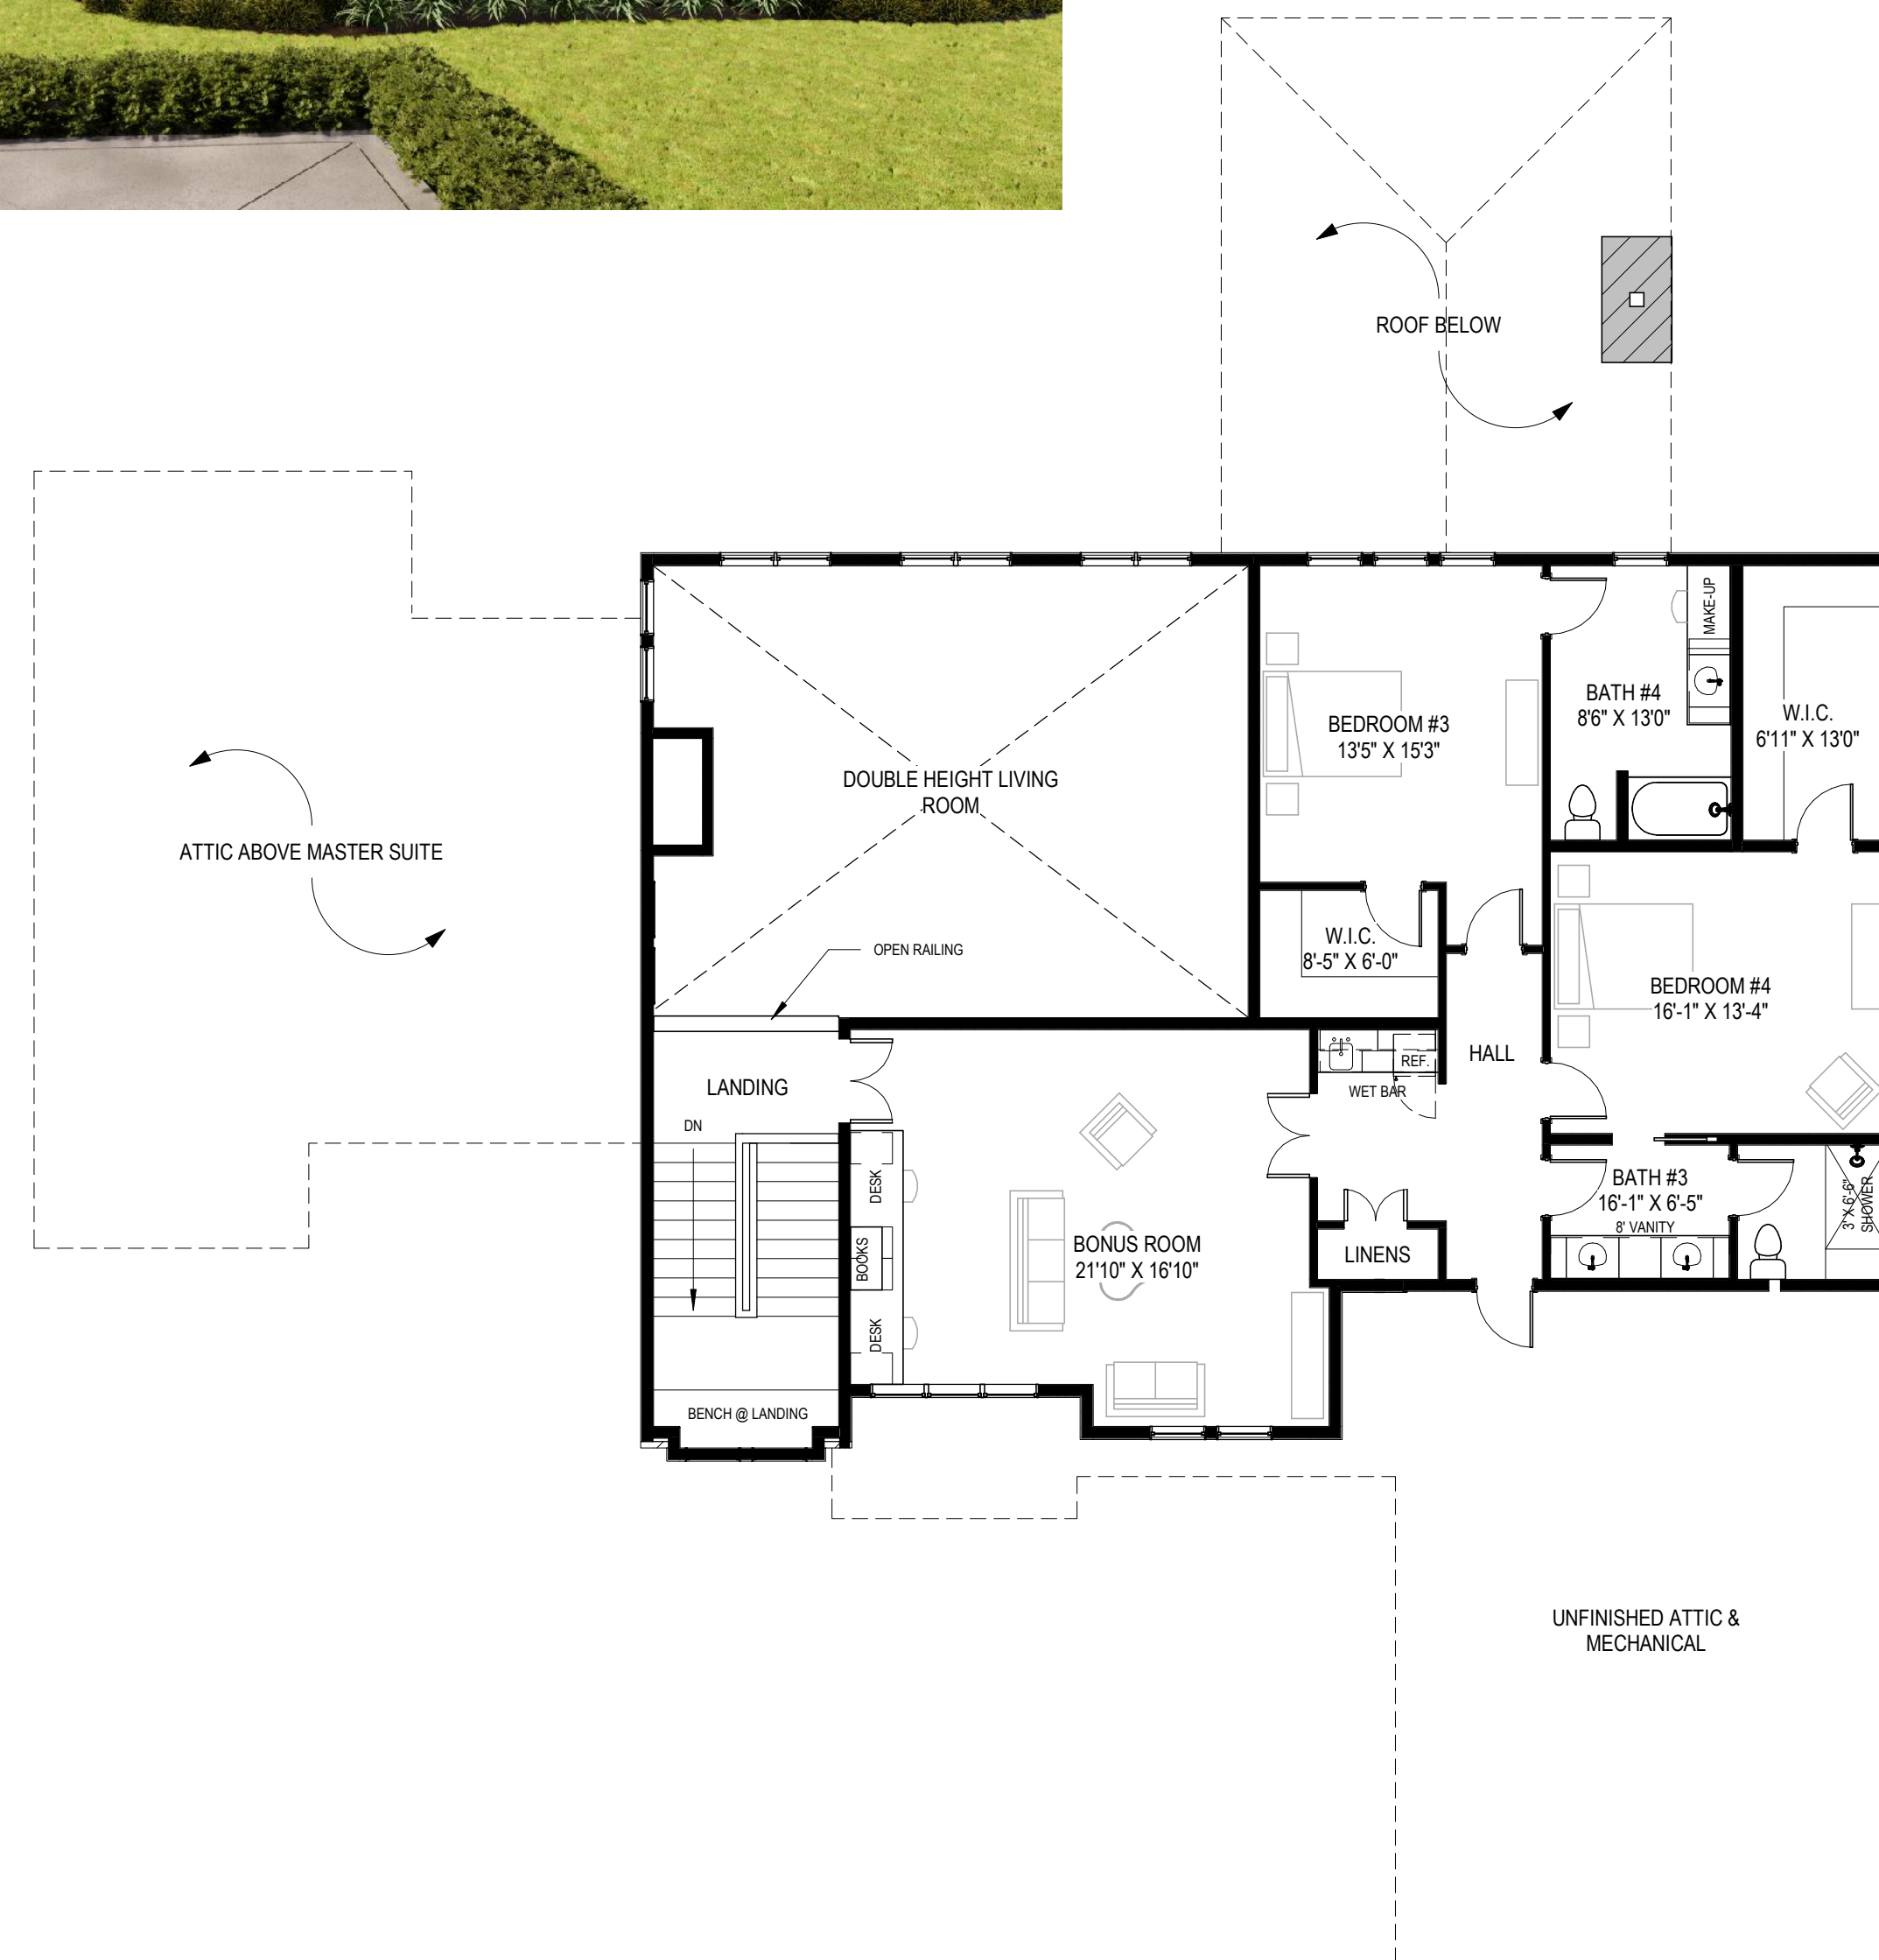 ROOF BELOW
MAKE-UP
BATH #4
8'6" X 13'0"
W.I.C.
6'11" X 13'0"
BEDROOM #3
13'5" X 15'3"
DOUBLE HEIGHT LIVING
ROOM
ATTIC ABOVE MASTER SUITE
OPEN RAILING
W.I.C.
8'-5" X 6'-0"
BEDROOM #4
16'-1" X 13'-4"
HALL
REF.
WET BAR
LANDING
DN
DESK
BOOKS
DESK
BATH #3
16'-1" X 6'-5"
8' VANITY
3' X 6'-6"
SHOWER
BONUS ROOM
21'10" X 16'10"
LINENS
BENCH @ LANDING
UNFINISHED ATTIC &
MECHANICAL